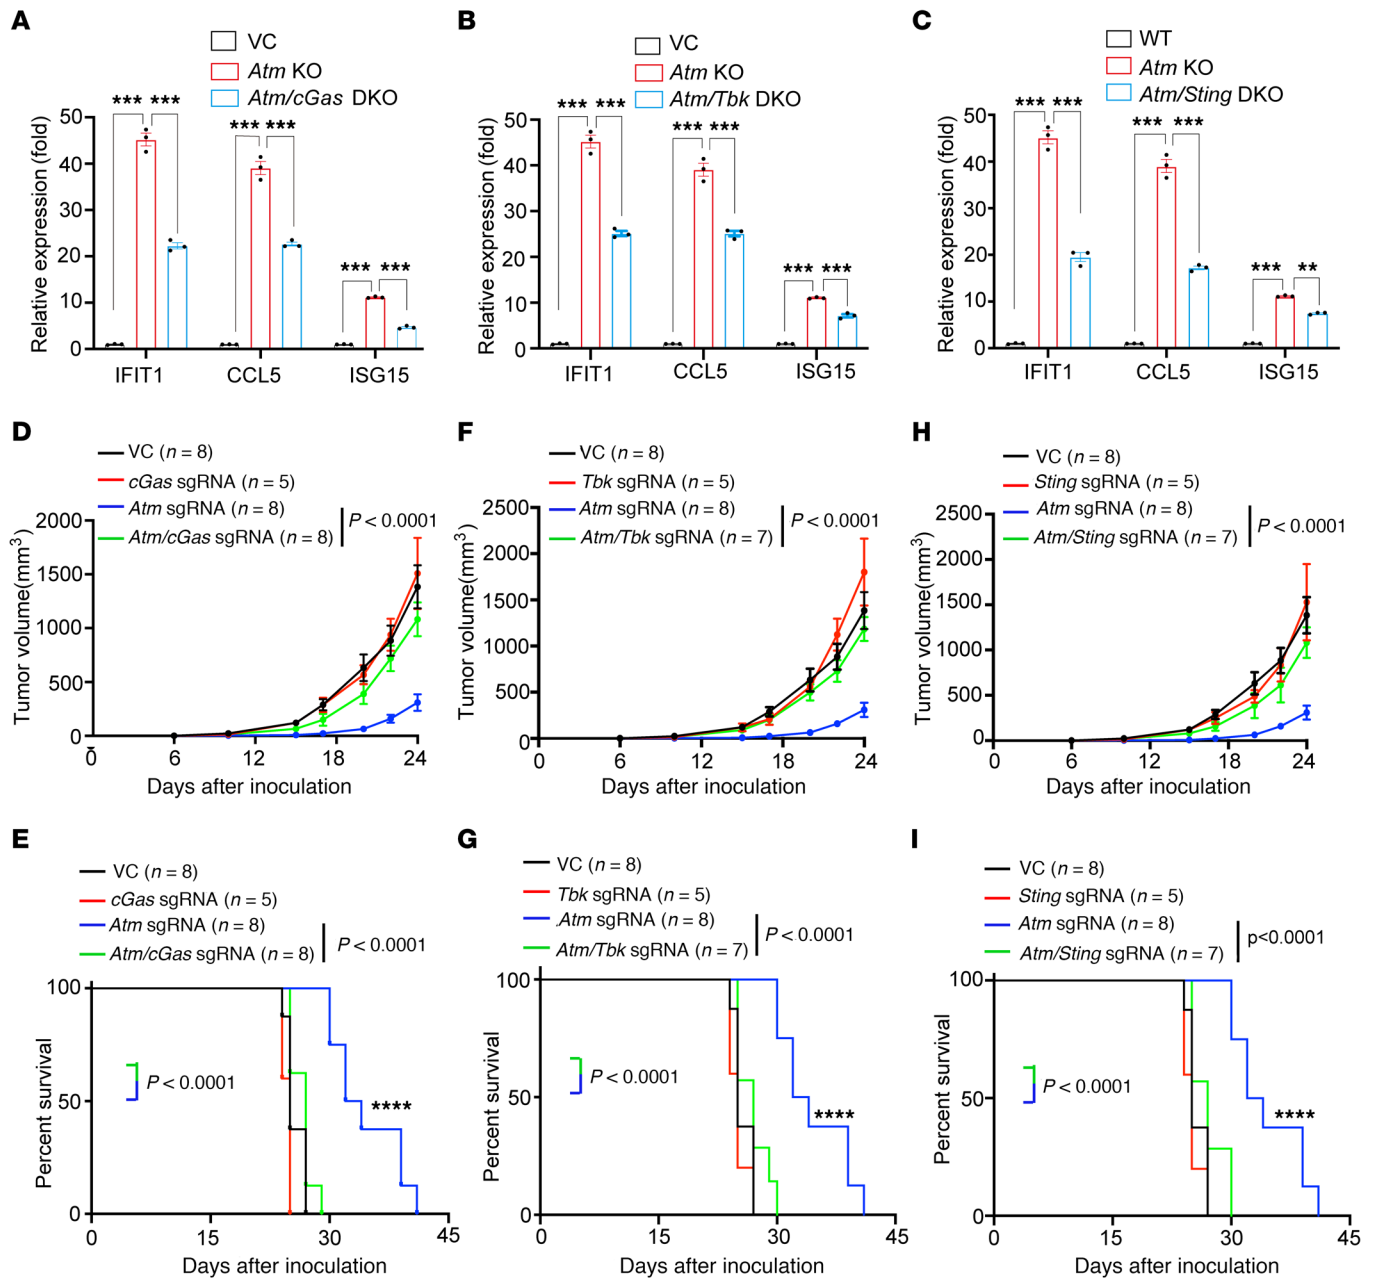 A
VC
Atm KO
Atm/cGas DKO
*** ***
*** ***
*** ***
Relative expression (fold)
50
40
30
20
10
0
IFIT1 CCL5 ISG15
B
VC
Atm KO
Atm/Tbk DKO
*** ***
*** ***
*** ***
Relative expression (fold)
50
40
30
20
10
0
IFIT1 CCL5 ISG15
C
WT
Atm KO
Atm/Sting DKO
*** ***
*** ***
*** **
Relative expression (fold)
50
40
30
20
10
0
IFIT1 CCL5 ISG15
D
VC (n = 8)
cGas sgRNA (n = 5)
Atm sgRNA (n = 8)
Atm/cGas sgRNA (n = 8)
P < 0.0001
Tumor volume(mm³)
2000
1500
1000
500
0
0 6 12 18 24
Days after inoculation
F
VC (n = 8)
Tbk sgRNA (n = 5)
Atm sgRNA (n = 8)
Atm/Tbk sgRNA (n = 7)
P < 0.0001
Tumor volume(mm³)
2500
2000
1500
1000
500
0
0 6 12 18 24
Days after inoculation
H
VC (n = 8)
Sting sgRNA (n = 5)
Atm sgRNA (n = 8)
Atm/Sting sgRNA (n = 7)
P < 0.0001
Tumor volume(mm³)
2500
2000
1500
1000
500
0
0 6 12 18 24
Days after inoculation
E
VC (n = 8)
cGas sgRNA (n = 5)
Atm sgRNA (n = 8)
Atm/cGas sgRNA (n = 8)
P < 0.0001
Percent survival
100
50
0
P < 0.0001
****
0 15 30 45
Days after inoculation
G
VC (n = 8)
Tbk sgRNA (n = 5)
Atm sgRNA (n = 8)
Atm/Tbk sgRNA (n = 7)
P < 0.0001
Percent survival
100
50
0
P < 0.0001
****
0 15 30 45
Days after inoculation
I
VC (n = 8)
Sting sgRNA (n = 5)
Atm sgRNA (n = 8)
Atm/Sting sgRNA (n = 7)
p<0.0001
Percent survival
100
50
0
P < 0.0001
****
0 15 30 45
Days after inoculation